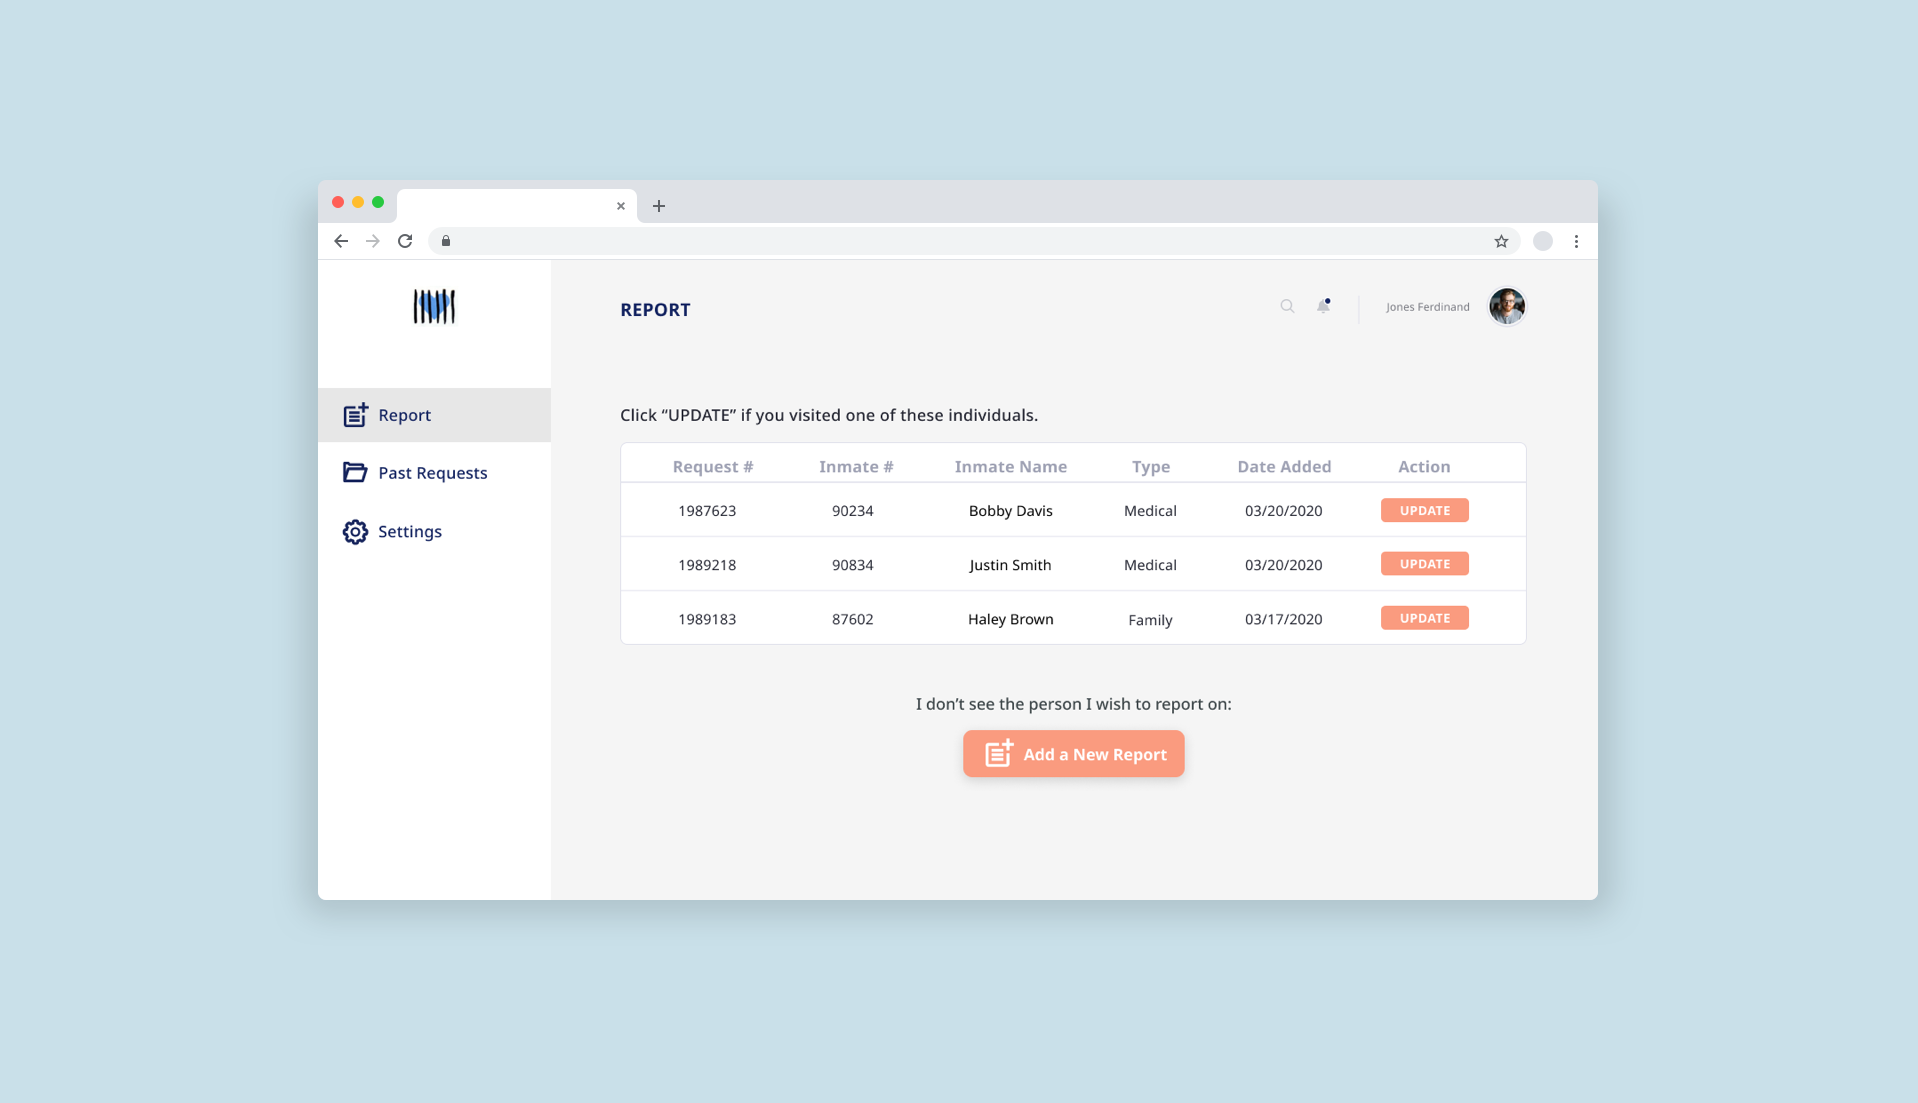 REPORT
Jones Ferdinand
Report
Past Requests
Settings
Click “UPDATE” if you visited one of these individuals.
Request # Inmate # Inmate Name Type Date Added Action
1987623 90234 Bobby Davis Medical 03/20/2020 UPDATE
1989218 90834 Justin Smith Medical 03/20/2020 UPDATE
1989183 87602 Haley Brown Family 03/17/2020 UPDATE
I don’t see the person I wish to report on:
Add a New Report